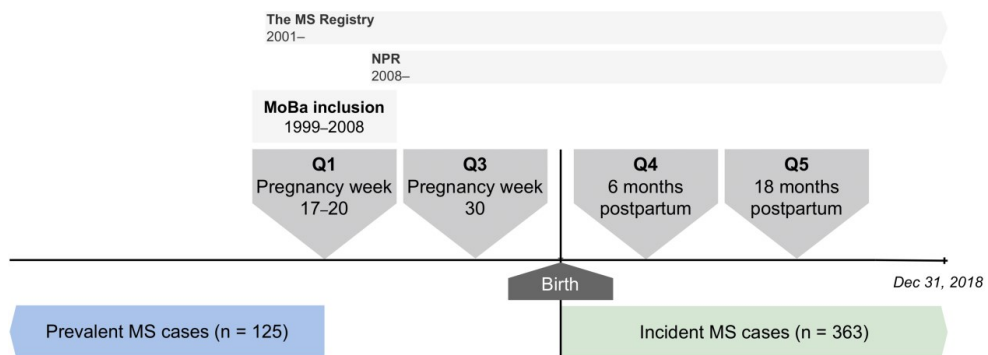 The MS Registry
2001–
NPR
2008–
MoBa inclusion
1999–2008
Q1
Pregnancy week
17–20
Q3
Pregnancy week
30
Q4
6 months
postpartum
Q5
18 months
postpartum
Birth
Dec 31, 2018
Prevalent MS cases (n = 125)
Incident MS cases (n = 363)